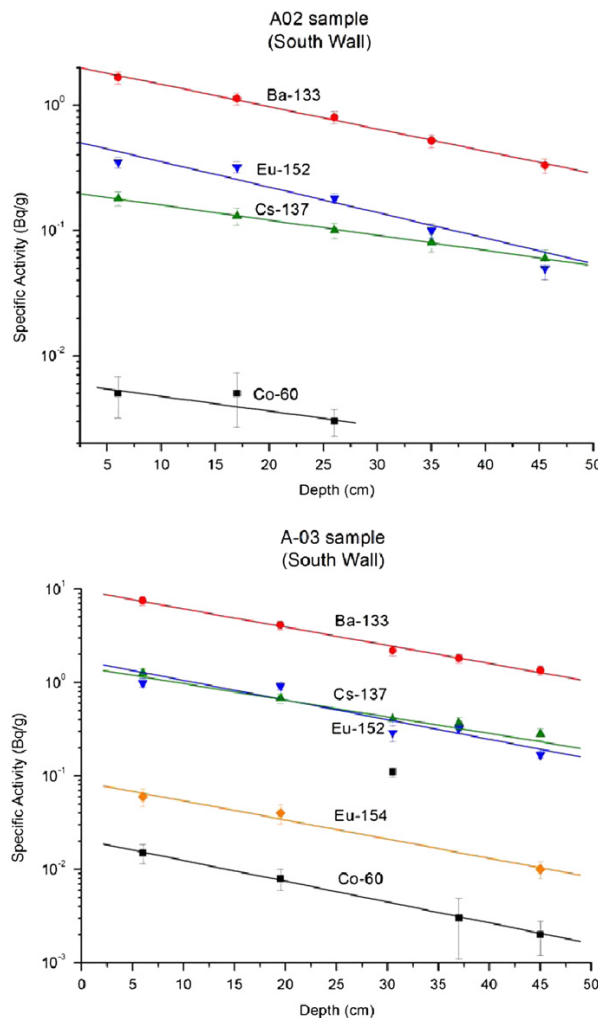 A02 sample
(South Wall)
10⁰
10⁻¹
10⁻²
Specific Activity (Bq/g)
Ba-133
Eu-152
Cs-137
Co-60
5 10 15 20 25 30 35 40 45 50
Depth (cm)
A-03 sample
(South Wall)
10¹
10⁰
10⁻¹
10⁻²
10⁻³
Specific Activity (Bq/g)
Ba-133
Cs-137
Eu-152
Eu-154
Co-60
0 5 10 15 20 25 30 35 40 45 50
Depth (cm)